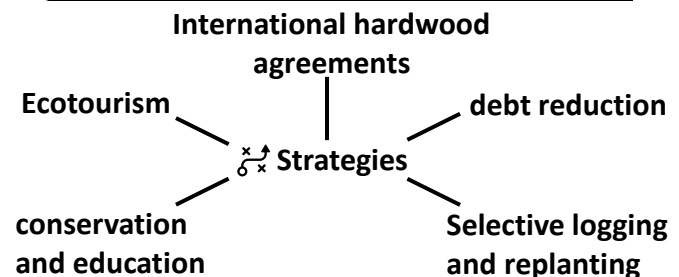 International hardwood
agreements
Ecotourism
debt reduction
Strategies
conservation
and education
Selective logging
and replanting